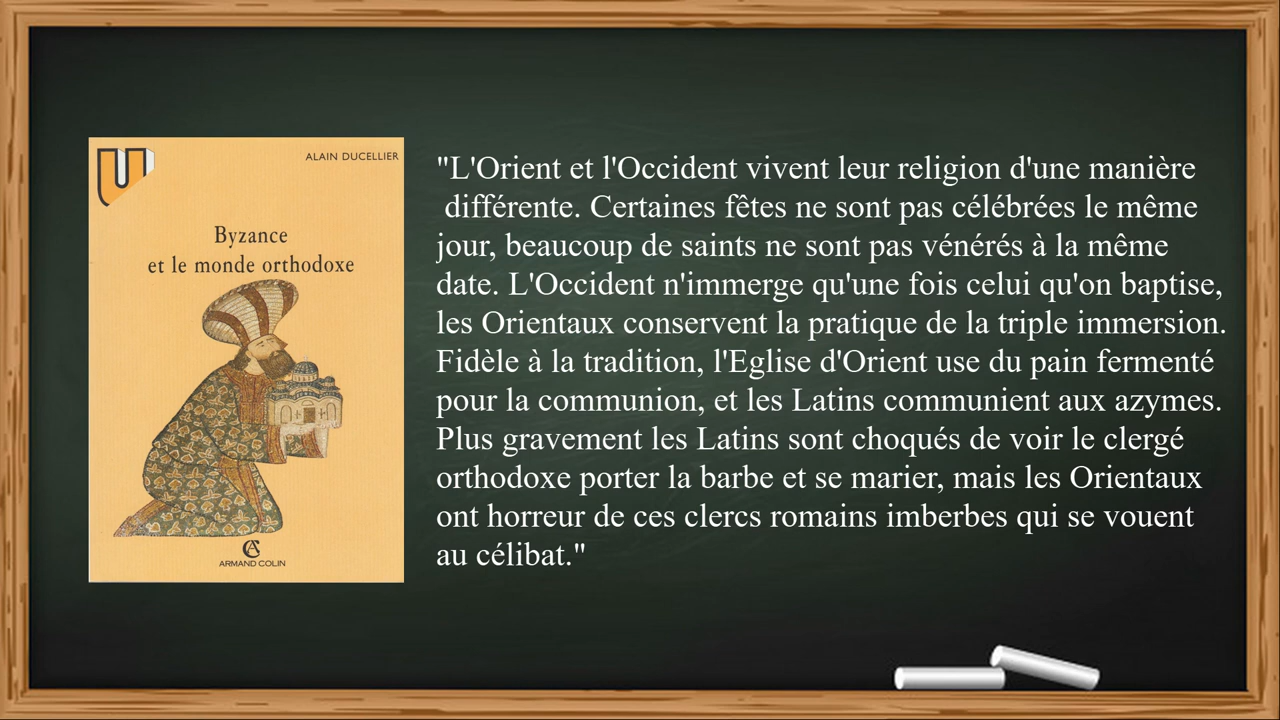 ALAIN DUCELLIER
Byzance
et le monde orthodoxe
ARMAND COLIN
"L'Orient et l'Occident vivent leur religion d'une manière
différente. Certaines fêtes ne sont pas célébrées le même
jour, beaucoup de saints ne sont pas vénérés à la même
date. L'Occident n'immerge qu'une fois celui qu'on baptise,
les Orientaux conservent la pratique de la triple immersion.
Fidèle à la tradition, l'Eglise d'Orient use du pain fermenté
pour la communion, et les Latins communient aux azymes.
Plus gravement les Latins sont choqués de voir le clergé
orthodoxe porter la barbe et se marier, mais les Orientaux
ont horreur de ces clercs romains imberbes qui se vouent
au célibat."